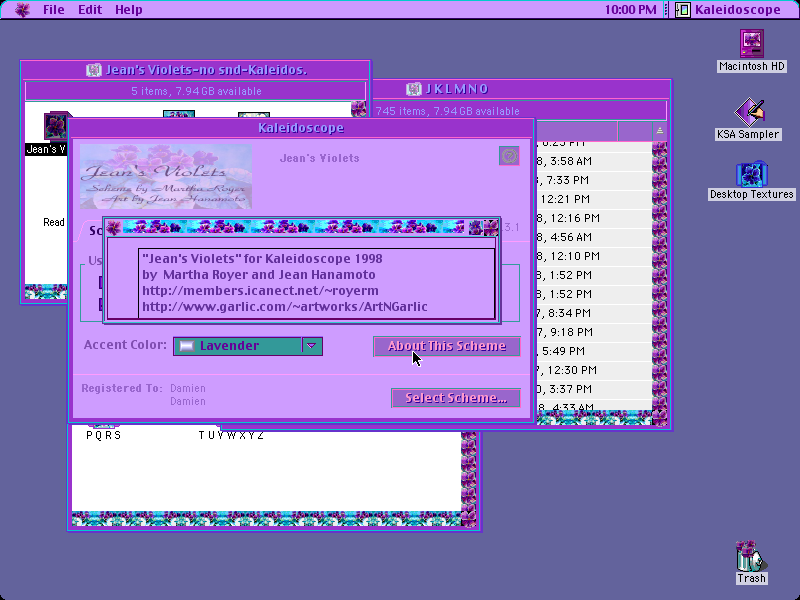 File Edit Help
10:00 PM Kaleidoscope
Jean's Violets-no snd-Kaleidos.
5 items, 7.94 GB available
Jean's V
Read
JKLMNO
745 items, 7.94 GB available
8, 3:58 AM
, 7:33 PM
12:21 PM
8, 12:16 PM
8, 4:56 AM
, 12:10 PM
8, 1:52 PM
8, 1:52 PM
7, 8:34 PM
, 9:18 PM
, 5:49 PM
7, 12:30 PM
0, 3:37 PM
8, 4:33 AM
Kaleidoscope
Jean's Violets
Scheme by Martha Royer
Art by Jean Hanamoto
Jean's Violets
Sc
3.1
Us
"Jean's Violets" for Kaleidoscope 1998
by Martha Royer and Jean Hanamoto
http://members.icanect.net/~royerm
http://www.garlic.com/~artworks/ArtNGarlic
Accent Color: Lavender
About This Scheme
Registered To: Damien
Damien
Select Scheme...
PQRS
TUVWXYZ
Macintosh HD
KSA Sampler
Desktop Textures
Trash